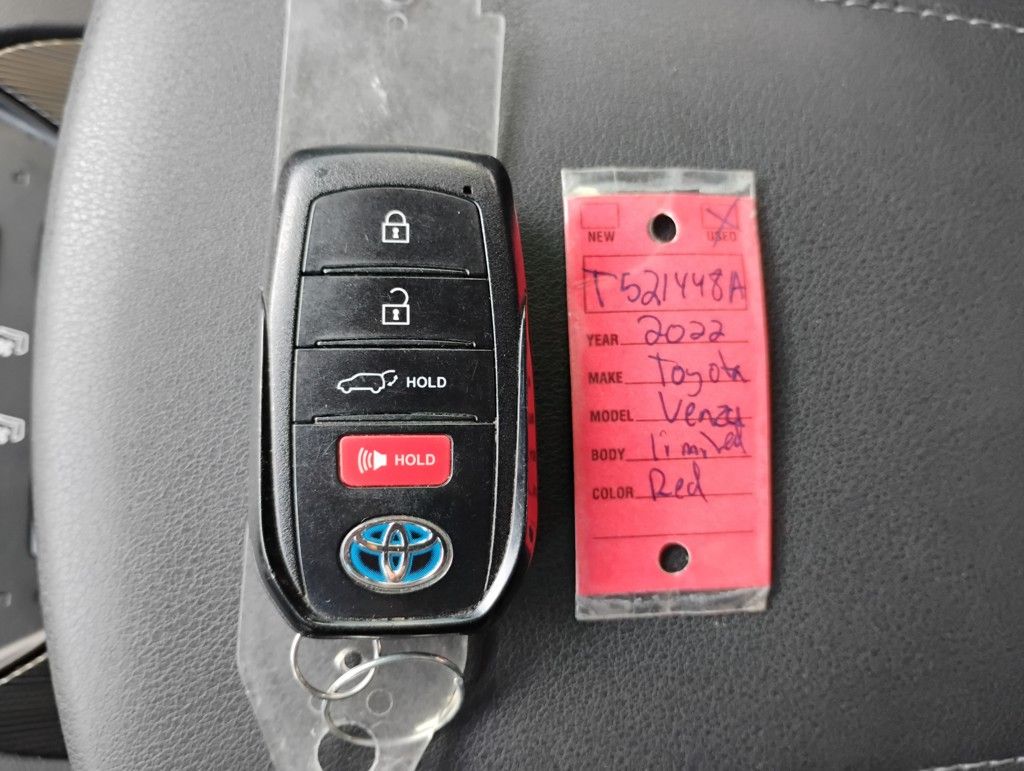 HOLD
HOLD
NEW USED
T521448A
YEAR 2022
MAKE Toyota
MODEL Venza
BODY limited
COLOR Red